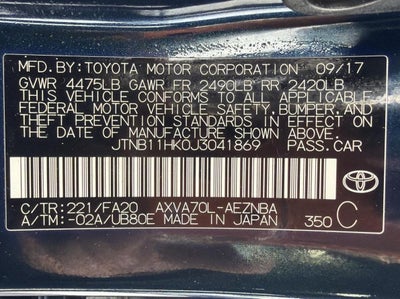 MFD.BY: TOYOTA MOTOR CORPORATION 09/17
GVWR 4475LB GAWR FR 2490LB RR 2420LB
THIS VEHICLE CONFORMS TO ALL APPLICABLE
FEDERAL MOTOR VEHICLE SAFETY, BUMPER, AND
THEFT PREVENTION STANDARDS IN EFFECT ON
THE DATE OF MANUFACTURE SHOWN ABOVE.
JTNB11HK0J3041869 PASS.CAR
C/TR:221/FA20 AXVA70L-AEZNBA
A/TM:-02A/UB80E MADE IN JAPAN 350 C
TOYOTA